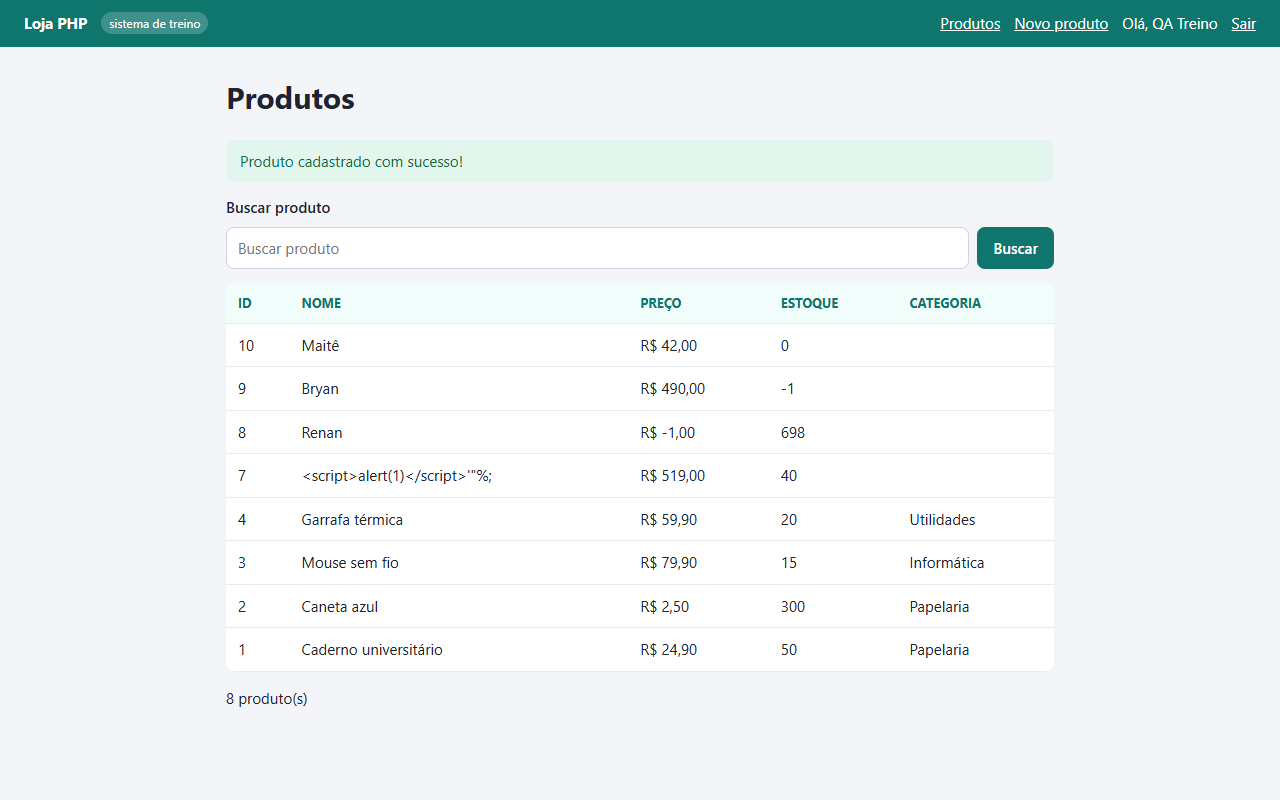 Loja PHP sistema de treino Produtos Novo produto Olá, QA Treino Sair
Produtos
Produto cadastrado com sucesso!
Buscar produto
Buscar produto Buscar
ID NOME PREÇO ESTOQUE CATEGORIA
10 Maitê R$ 42,00 0
9 Bryan R$ 490,00 -1
8 Renan R$ -1,00 698
7 <script>alert(1)</script>'"%; R$ 519,00 40
4 Garrafa térmica R$ 59,90 20 Utilidades
3 Mouse sem fio R$ 79,90 15 Informática
2 Caneta azul R$ 2,50 300 Papelaria
1 Caderno universitário R$ 24,90 50 Papelaria
8 produto(s)